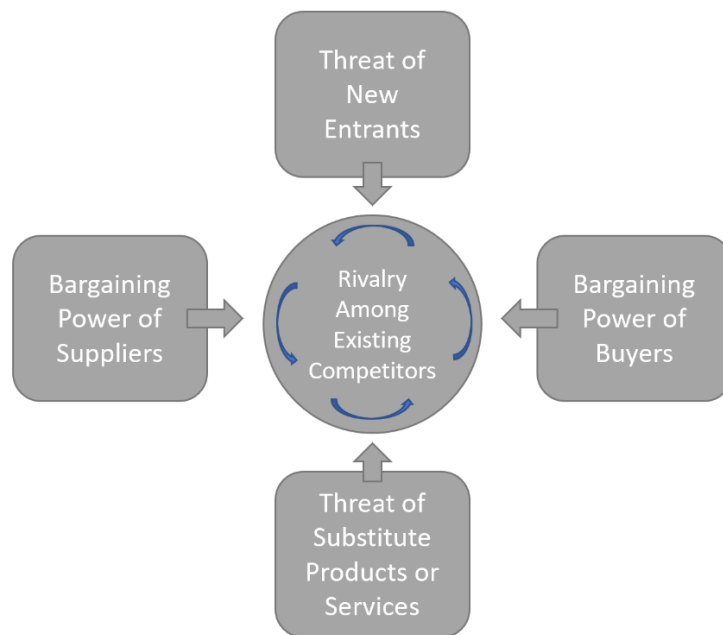 Threat of
New
Entrants
Bargaining
Power of
Suppliers
Rivalry
Among
Existing
Competitors
Bargaining
Power of
Buyers
Threat of
Substitute
Products or
Services